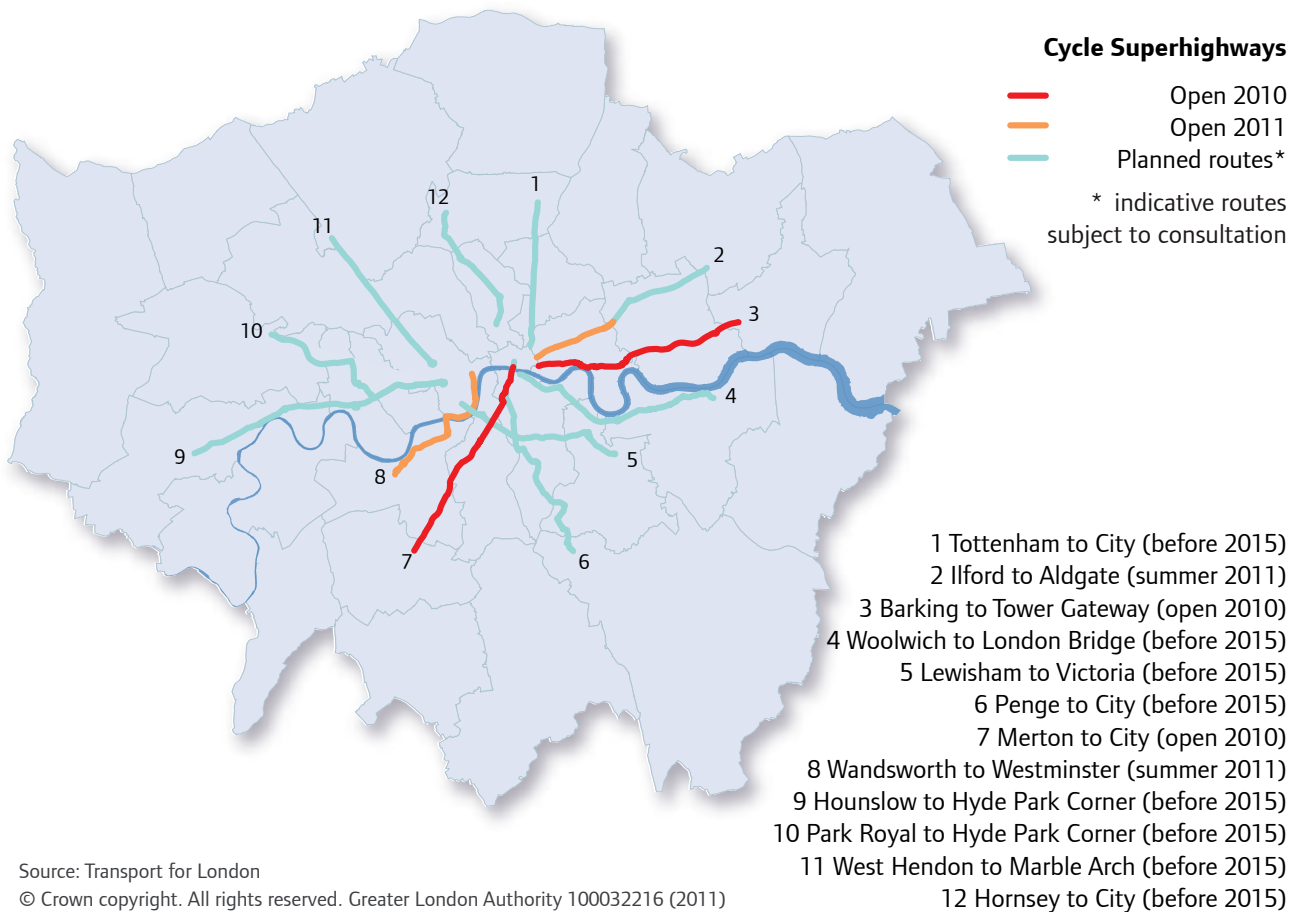 Cycle Superhighways
Open 2010
Open 2011
Planned routes*
* indicative routes
subject to consultation
1
12
11
2
3
10
4
9
5
8
7
6
1 Tottenham to City (before 2015)
2 Ilford to Aldgate (summer 2011)
3 Barking to Tower Gateway (open 2010)
4 Woolwich to London Bridge (before 2015)
5 Lewisham to Victoria (before 2015)
6 Penge to City (before 2015)
7 Merton to City (open 2010)
8 Wandsworth to Westminster (summer 2011)
9 Hounslow to Hyde Park Corner (before 2015)
10 Park Royal to Hyde Park Corner (before 2015)
11 West Hendon to Marble Arch (before 2015)
12 Hornsey to City (before 2015)
Source: Transport for London
© Crown copyright. All rights reserved. Greater London Authority 100032216 (2011)